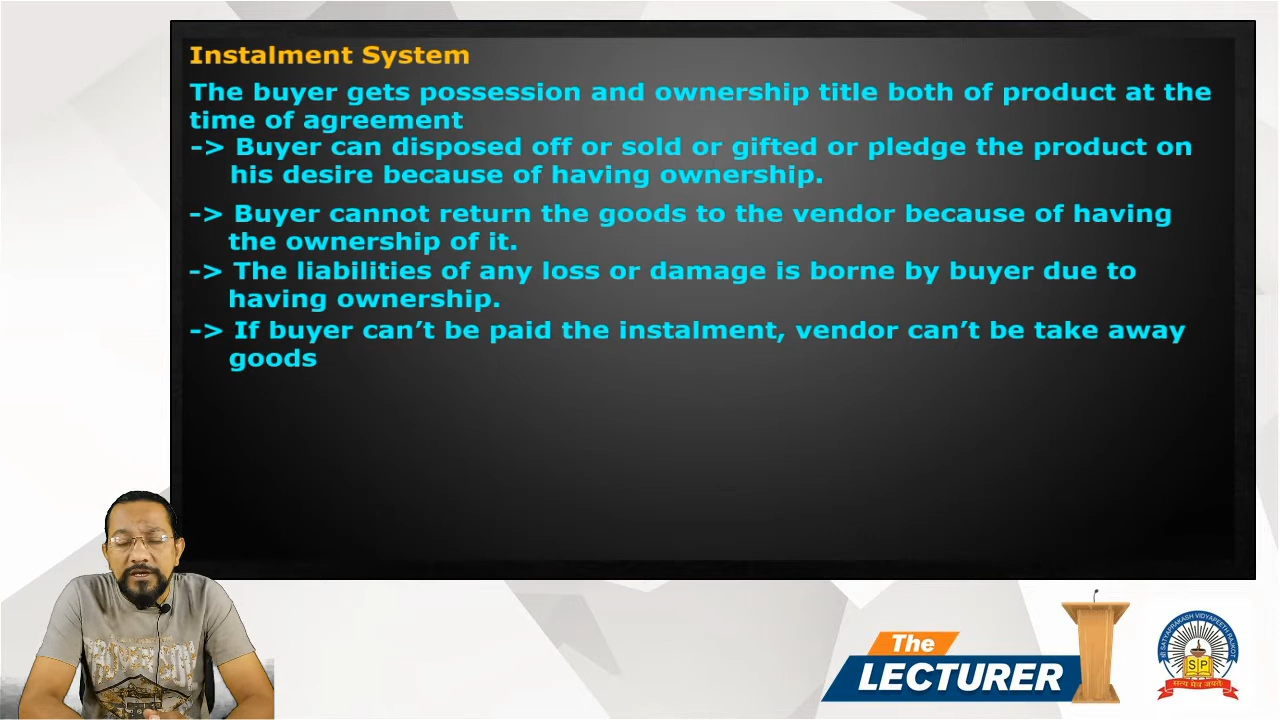 Instalment System
The buyer gets possession and ownership title both of product at the
time of agreement
-> Buyer can disposed off or sold or gifted or pledge the product on
his desire because of having ownership.
-> Buyer cannot return the goods to the vendor because of having
the ownership of it.
-> The liabilities of any loss or damage is borne by buyer due to
having ownership.
-> If buyer can’t be paid the instalment, vendor can’t be take away
goods
The
LECTURER
SP
सत्यमेव जयते